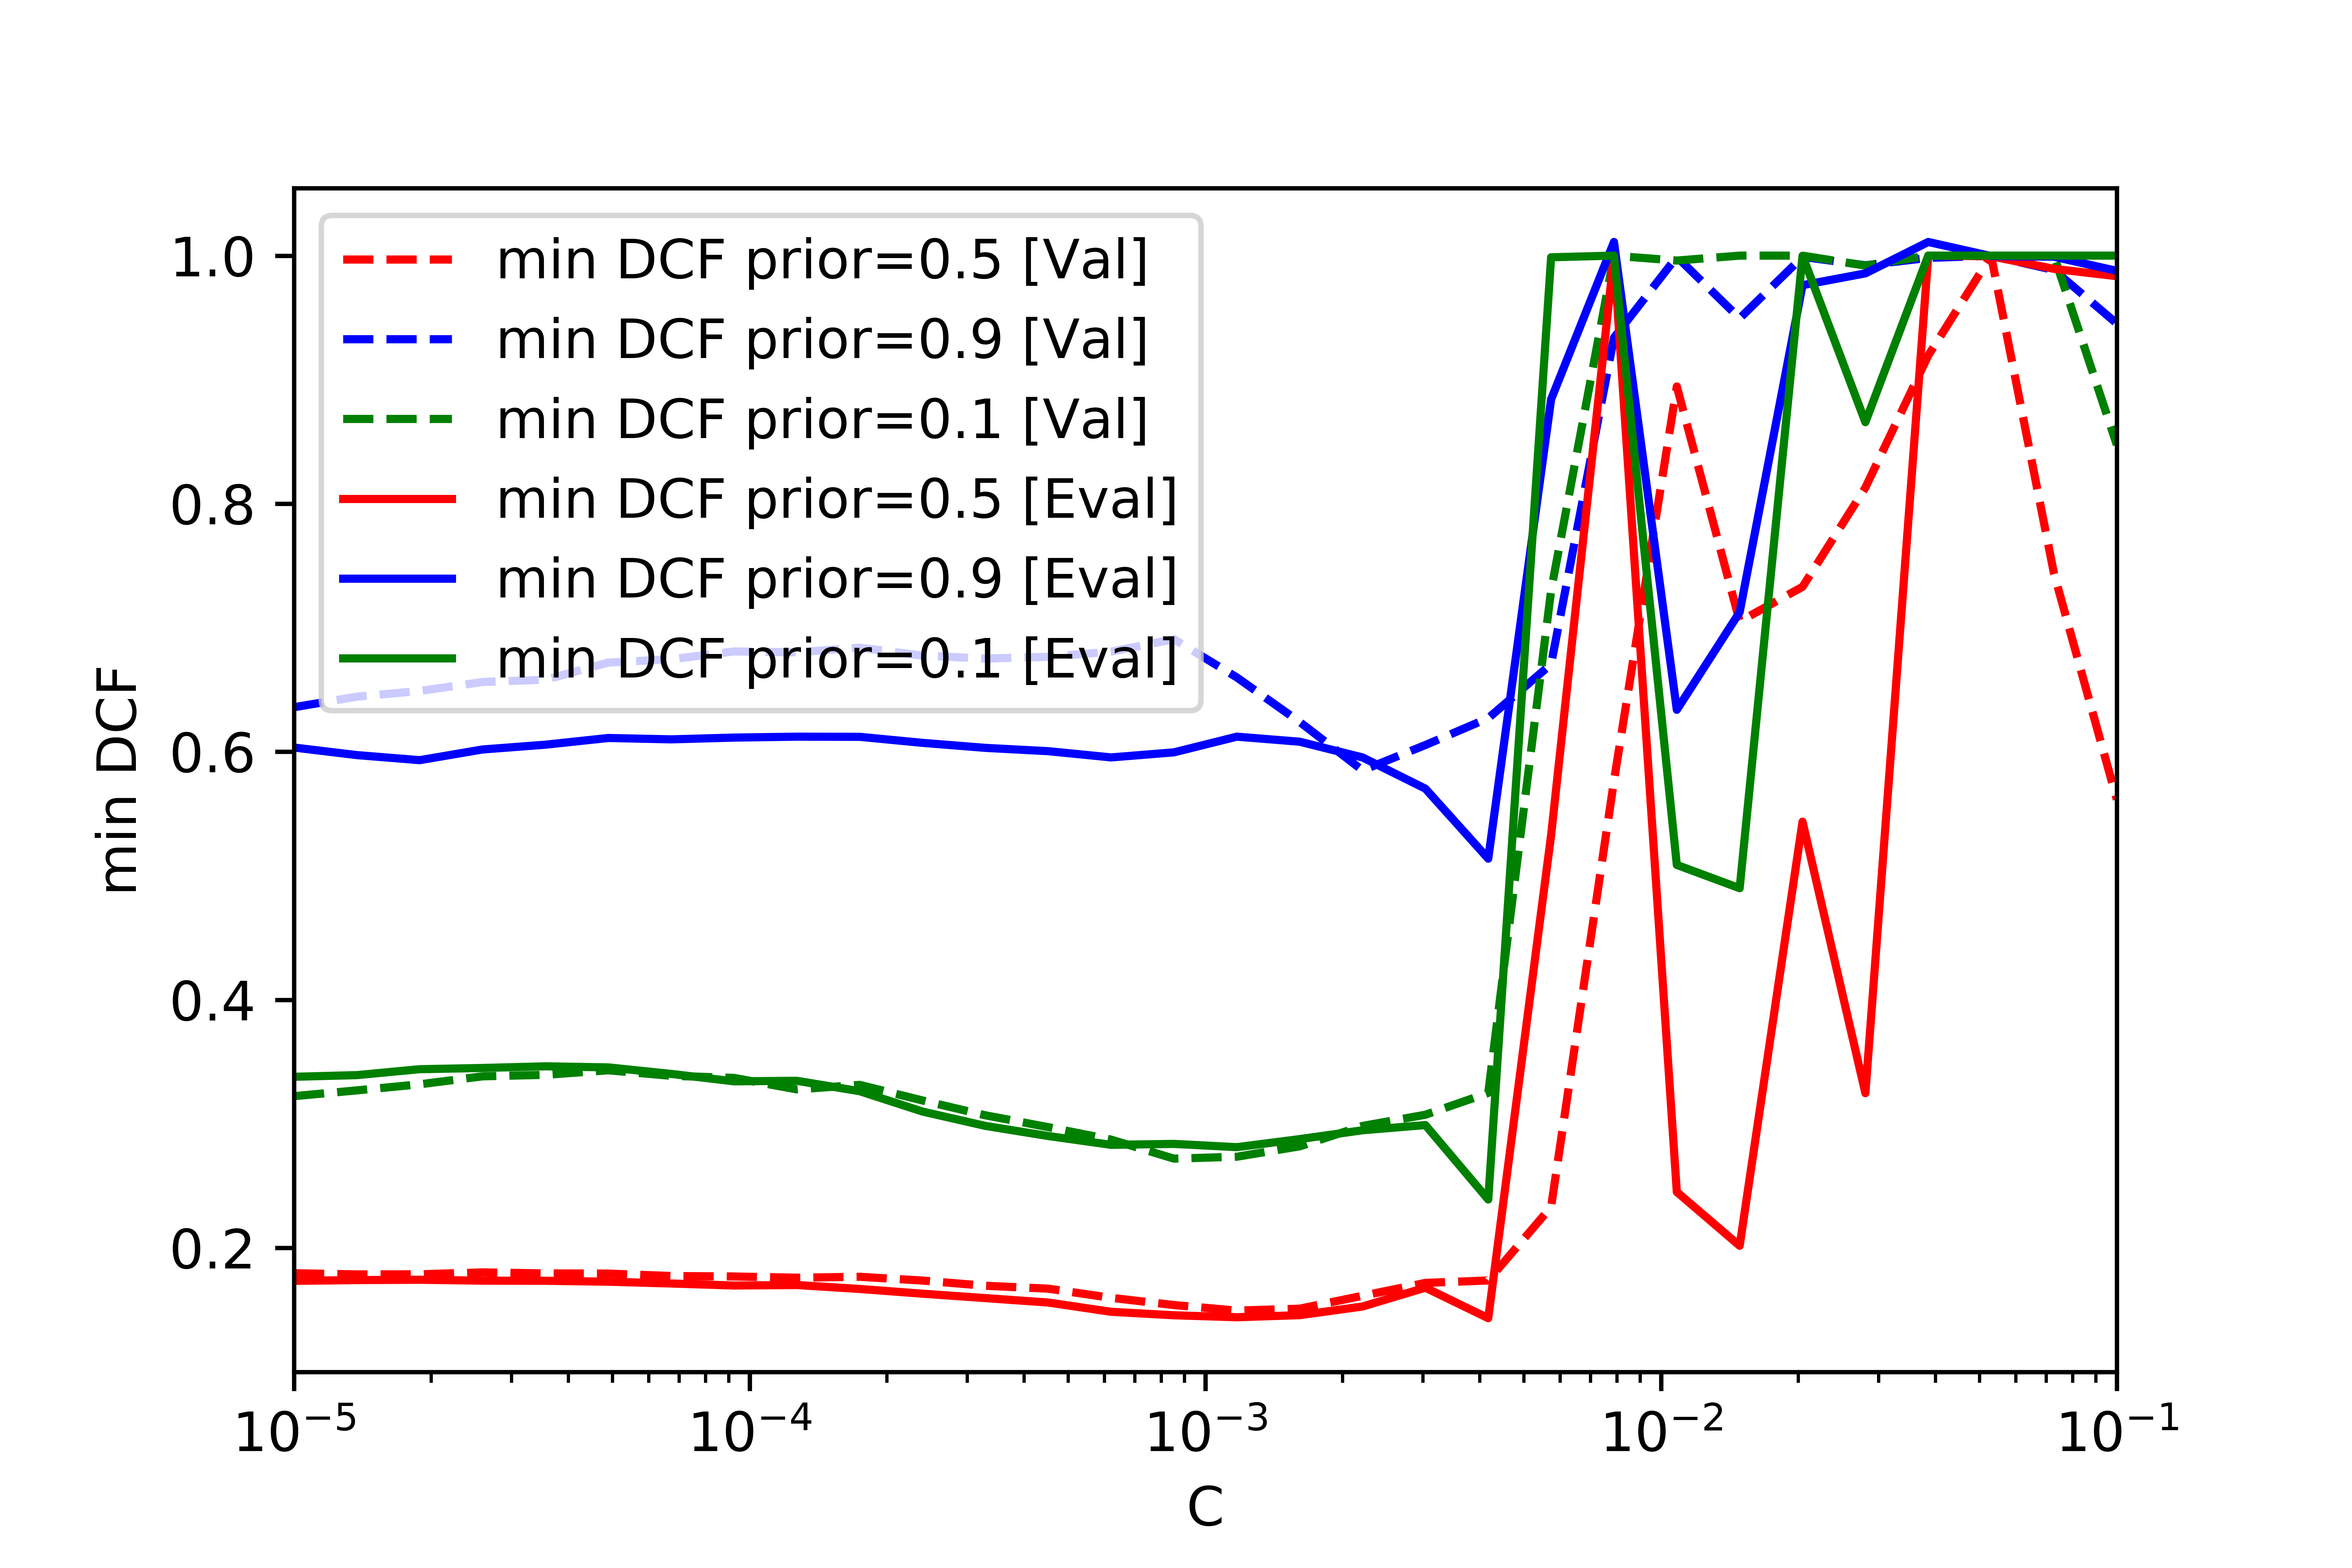 min DCF prior=0.5 [Val]
min DCF prior=0.9 [Val]
min DCF prior=0.1 [Val]
min DCF prior=0.5 [Eval]
min DCF prior=0.9 [Eval]
min DCF prior=0.1 [Eval]
1.0
0.8
0.6
0.4
0.2
min DCF
10⁻⁵ 10⁻⁴ 10⁻³ 10⁻² 10⁻¹
C